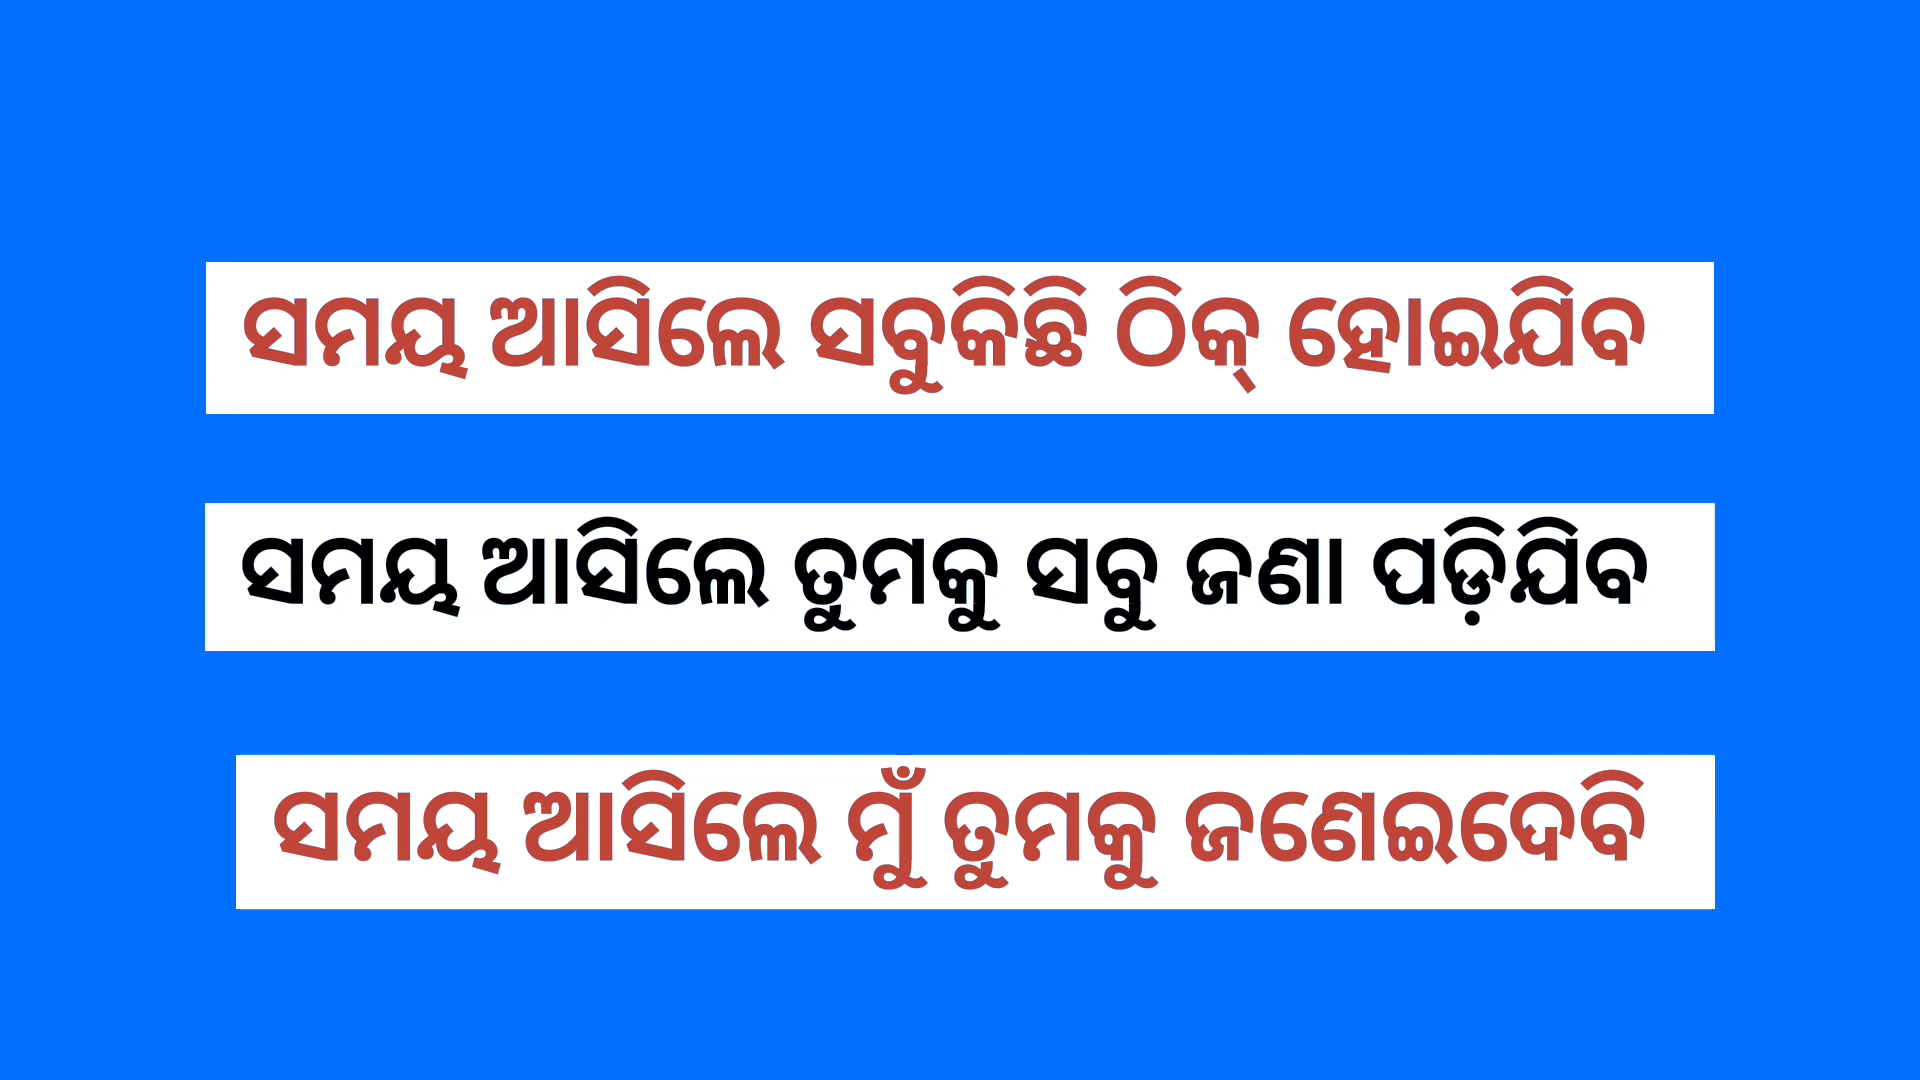 ସମୟ ଆସିଲେ ସବୁକିଛି ଠିକ୍ ହୋଇଯିବ
ସମୟ ଆସିଲେ ତୁମକୁ ସବୁ ଜଣା ପଡ଼ିଯିବ
ସମୟ ଆସିଲେ ମୁଁ ତୁମକୁ ଜଣେଇଦେବି